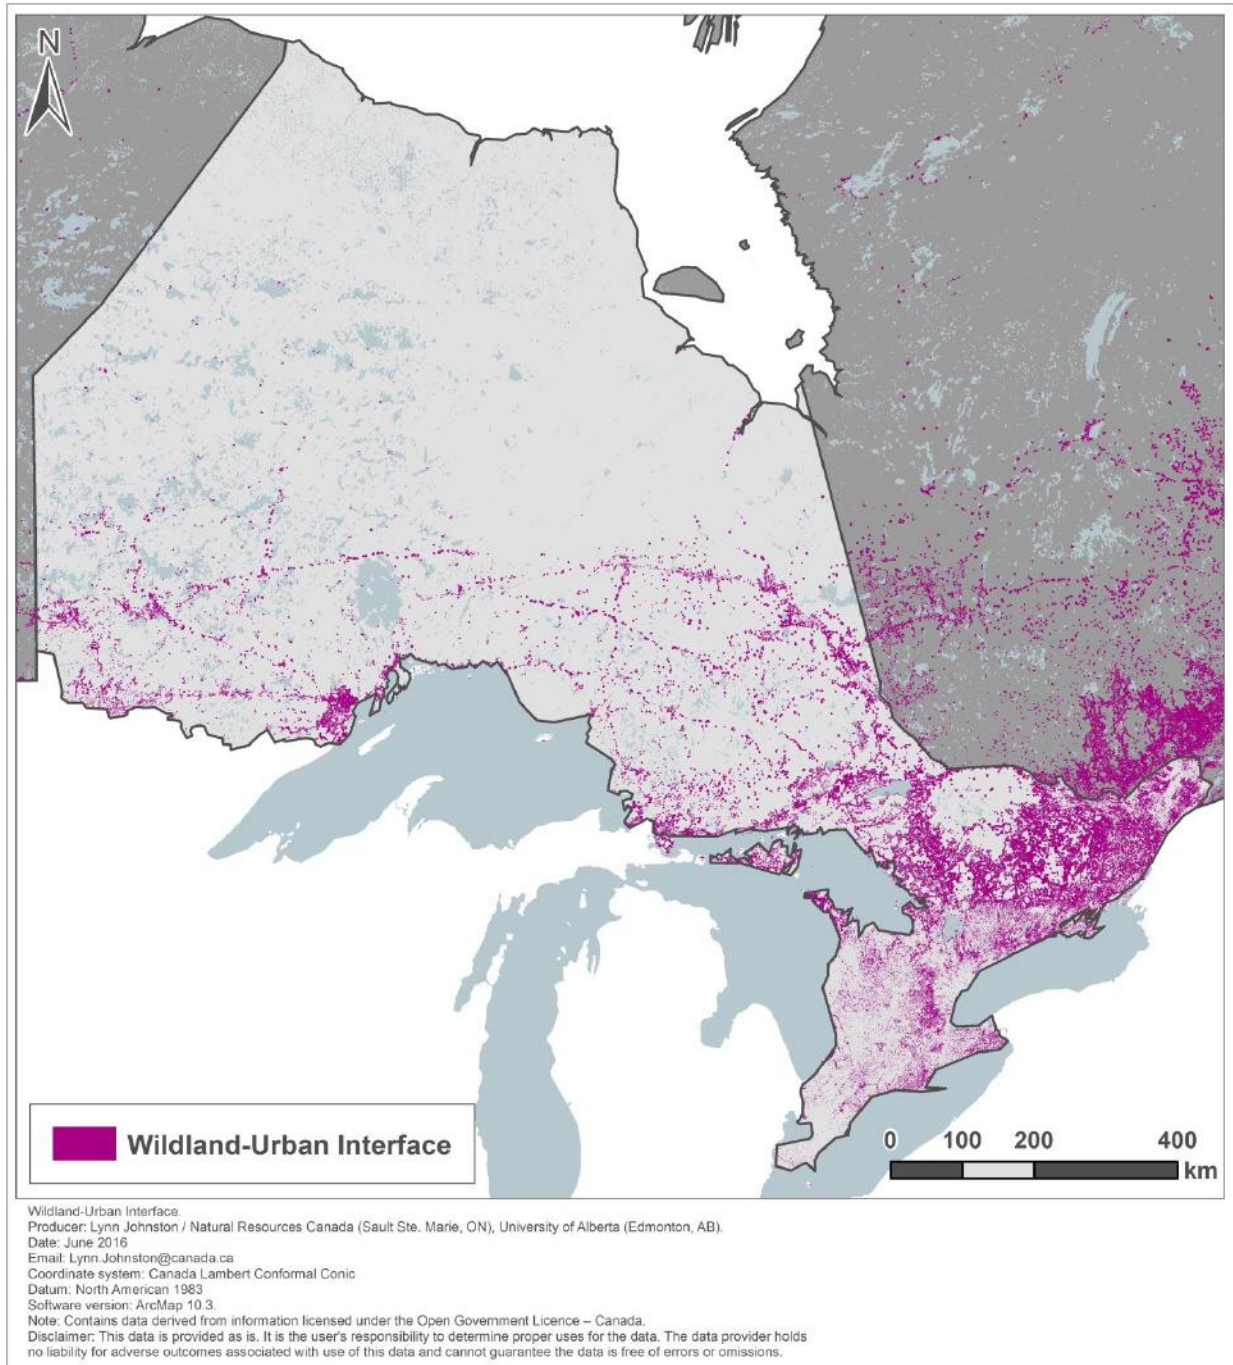 N
Wildland-Urban Interface
0 100 200 400
km
Wildland-Urban Interface.
Producer: Lynn Johnston / Natural Resources Canada (Sault Ste. Marie, ON), University of Alberta (Edmonton, AB).
Date: June 2016
Email: Lynn.Johnston@canada.ca
Coordinate system: Canada Lambert Conformal Conic
Datum: North American 1983
Software version: ArcMap 10.3.
Note: Contains data derived from information licensed under the Open Government Licence – Canada.
Disclaimer: This data is provided as is. It is the user's responsibility to determine proper uses for the data. The data provider holds
no liability for adverse outcomes associated with use of this data and cannot guarantee the data is free of errors or omissions.